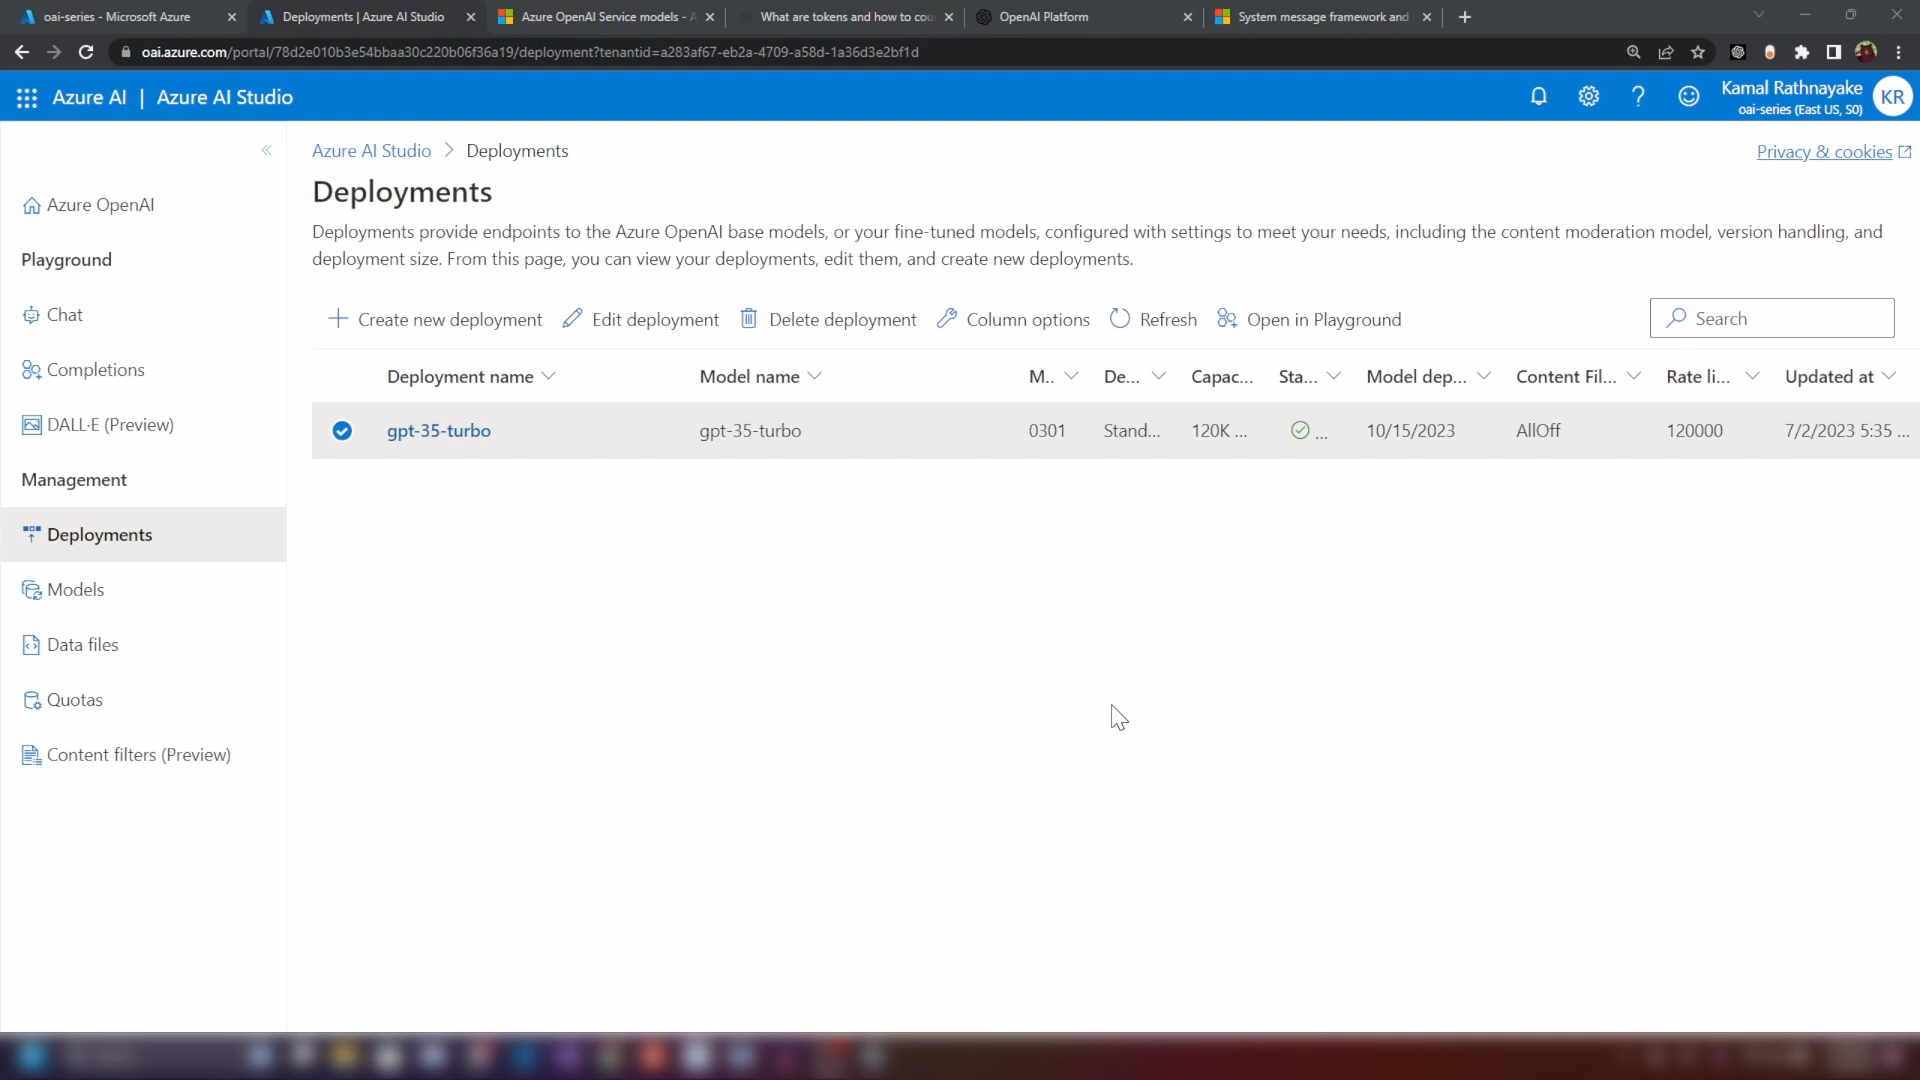 oai-series - Microsoft Azure
Deployments | Azure AI Studio
Azure OpenAI Service models - A
What are tokens and how to cou
OpenAI Platform
System message framework and
oai.azure.com/portal/78d2e010b3e54bbaa30c220b06f36a19/deployment?tenantid=a283af67-eb2a-4709-a58d-1a36d3e2bf1d
Azure AI | Azure AI Studio
Kamal Rathnayake
oai-series (East US, S0)
KR
Azure AI Studio > Deployments
Privacy & cookies
Deployments
Deployments provide endpoints to the Azure OpenAI base models, or your fine-tuned models, configured with settings to meet your needs, including the content moderation model, version handling, and
deployment size. From this page, you can view your deployments, edit them, and create new deployments.
Azure OpenAI
Playground
Chat
Completions
DALL·E (Preview)
Management
Deployments
Models
Data files
Quotas
Content filters (Preview)
Create new deployment
Edit deployment
Delete deployment
Column options
Refresh
Open in Playground
Search
Deployment name
Model name
M..
De...
Capac...
Sta...
Model dep...
Content Fil...
Rate li...
Updated at
gpt-35-turbo
gpt-35-turbo
0301
Stand...
120K ...
...
10/15/2023
AllOff
120000
7/2/2023 5:35 ...